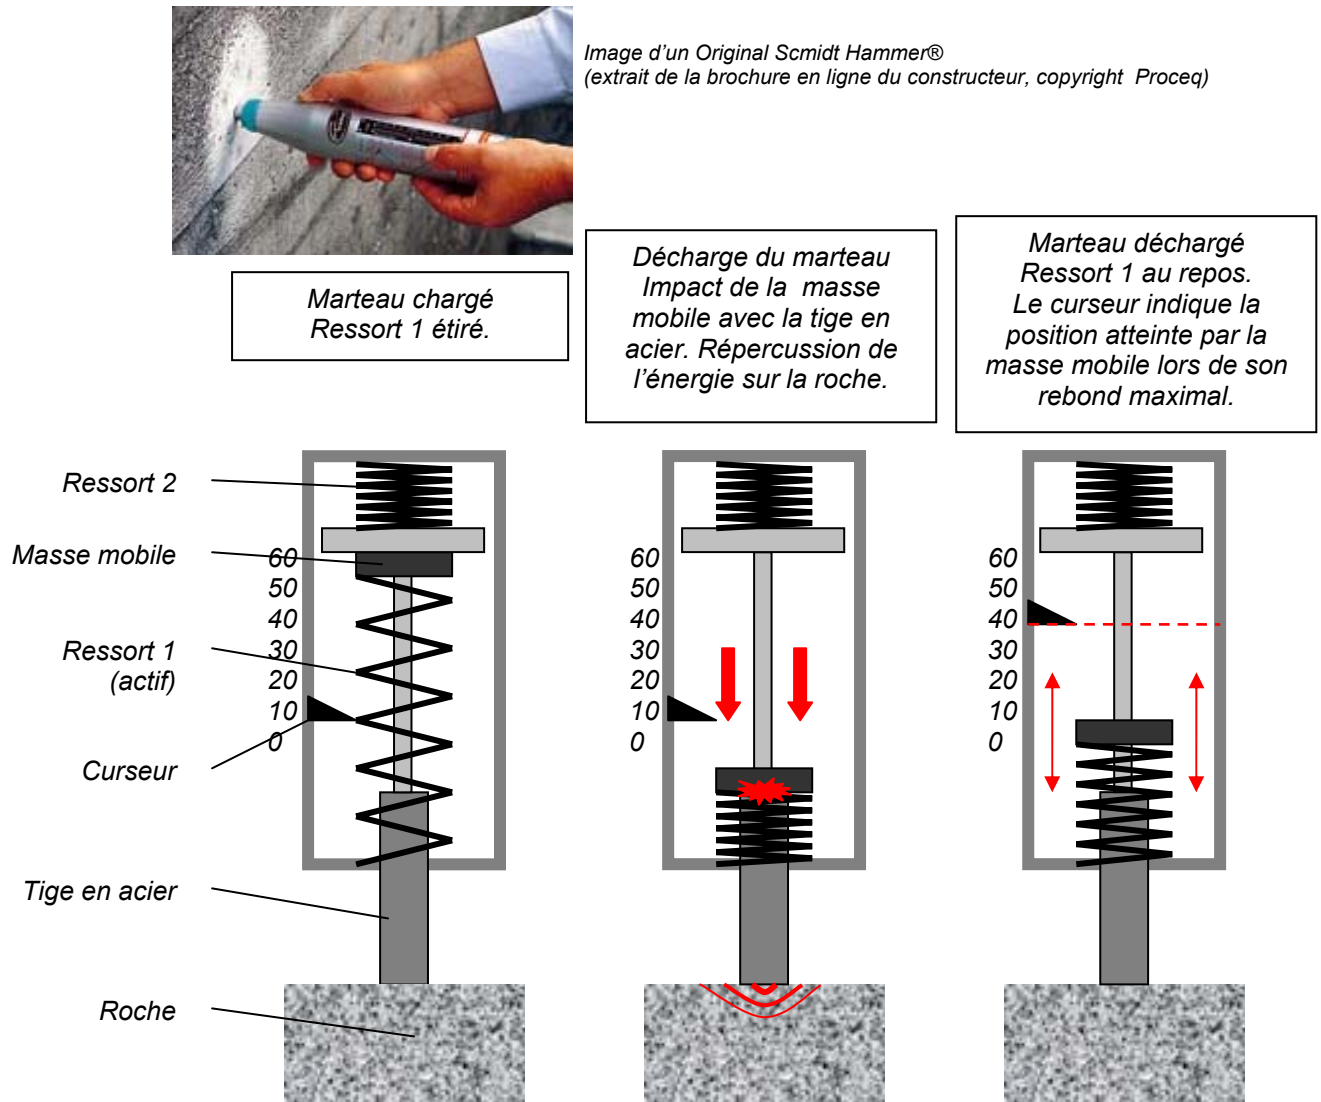 Image d'un Original Scmidt Hammer®
(extrait de la brochure en ligne du constructeur, copyright Proceq)
Marteau chargé
Ressort 1 étiré.
Décharge du marteau
Impact de la masse
mobile avec la tige en
acier. Répercussion de
l'énergie sur la roche.
Marteau déchargé
Ressort 1 au repos.
Le curseur indique la
position atteinte par la
masse mobile lors de son
rebond maximal.
Ressort 2
Masse mobile
Ressort 1
(actif)
Curseur
Tige en acier
Roche
60
50
40
30
20
10
0
60
50
40
30
20
10
0
60
50
40
30
20
10
0